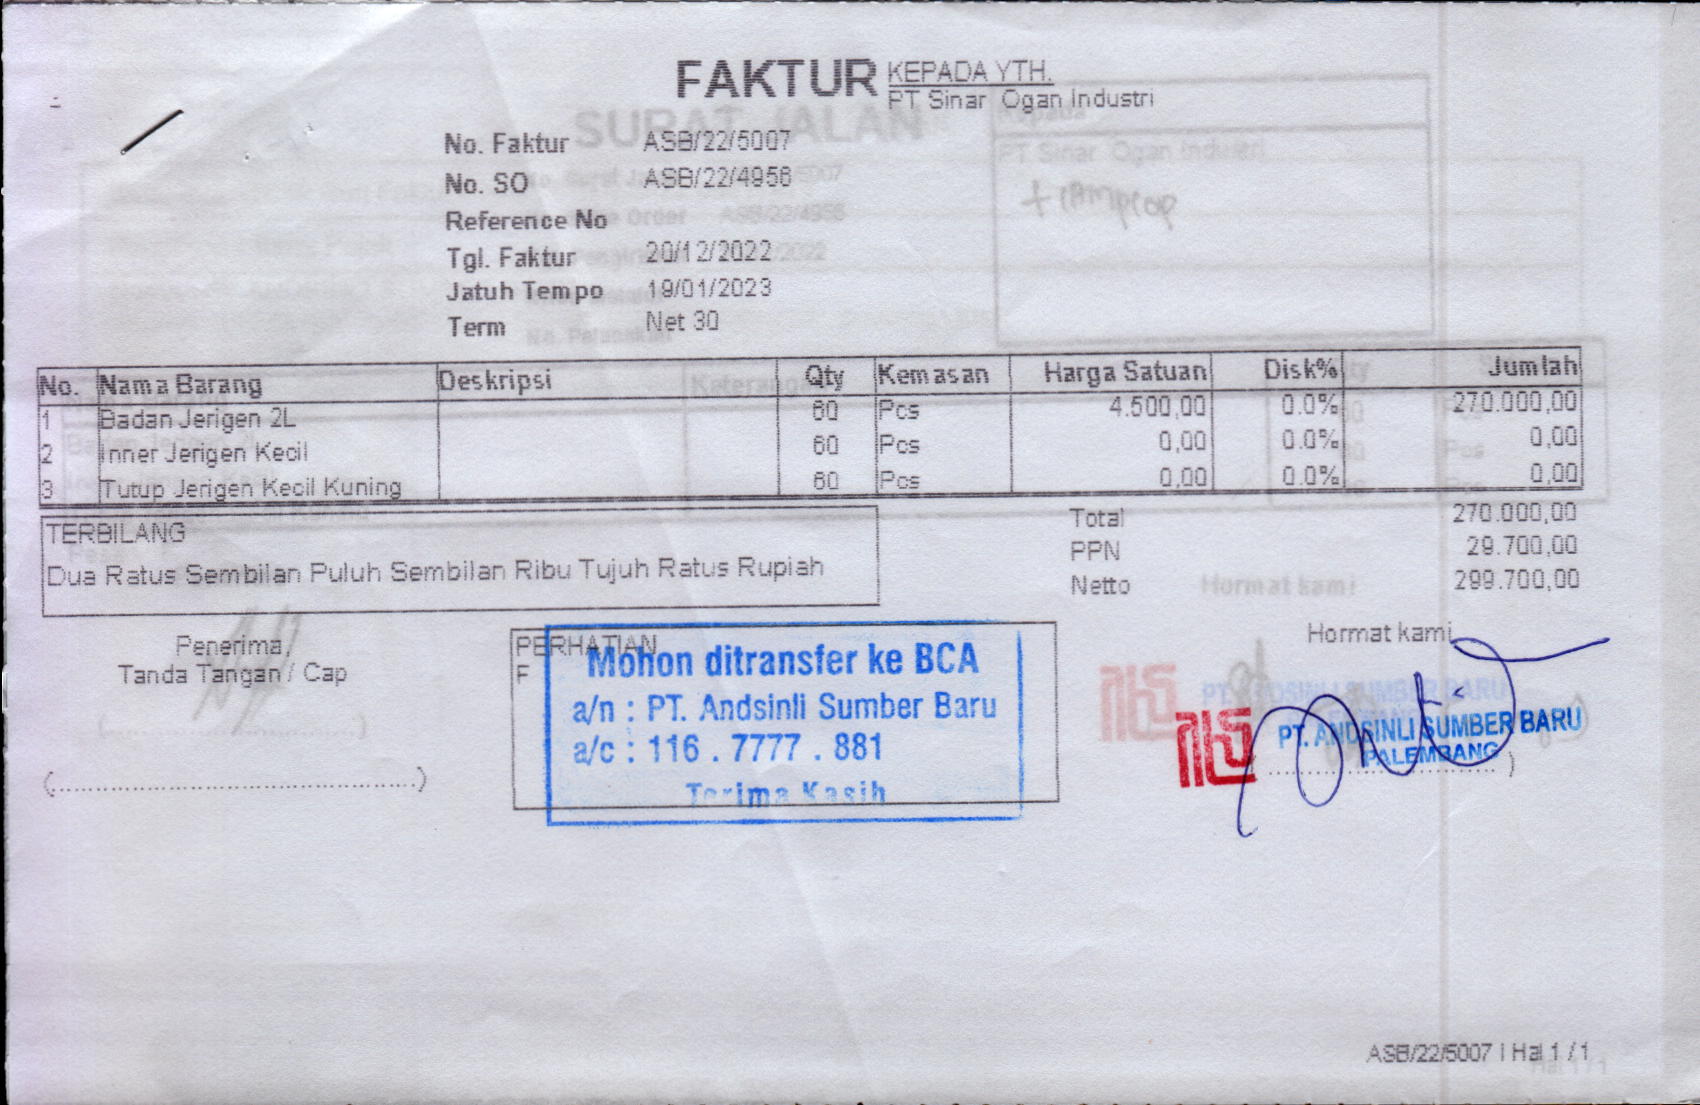 FAKTUR
KEPADA YTH.
PT Sinar Ogan Industri
No. Faktur ASB/22/5007
No. SO ASB/22/4956
Reference No
Tgl. Faktur 20/12/2022
Jatuh Tempo 19/01/2023
Term Net 30
No. Nama Barang Deskripsi Qty Kemasan Harga Satuan Disk% Jumlah
1 Badan Jerigen 2L 60 Pcs 4.500,00 0.0% 270.000,00
2 Inner Jerigen Kecil 60 Pcs 0,00 0.0% 0,00
3 Tutup Jerigen Kecil Kuning 60 Pcs 0,00 0.0% 0,00
TERBILANG
Dua Ratus Sembilan Puluh Sembilan Ribu Tujuh Ratus Rupiah
Total 270.000,00
PPN 29.700,00
Netto 299.700,00
Penerima,
Tanda Tangan / Cap
PERHATIAN
F
Mohon ditransfer ke BCA
a/n : PT. Andsinli Sumber Baru
a/c : 116 . 7777 . 881
Terima Kasih
Hormat kami
PT. ANDSINLI SUMBER BARU
PALEMBANG
ASB/22/5007 | Hal 1 / 1